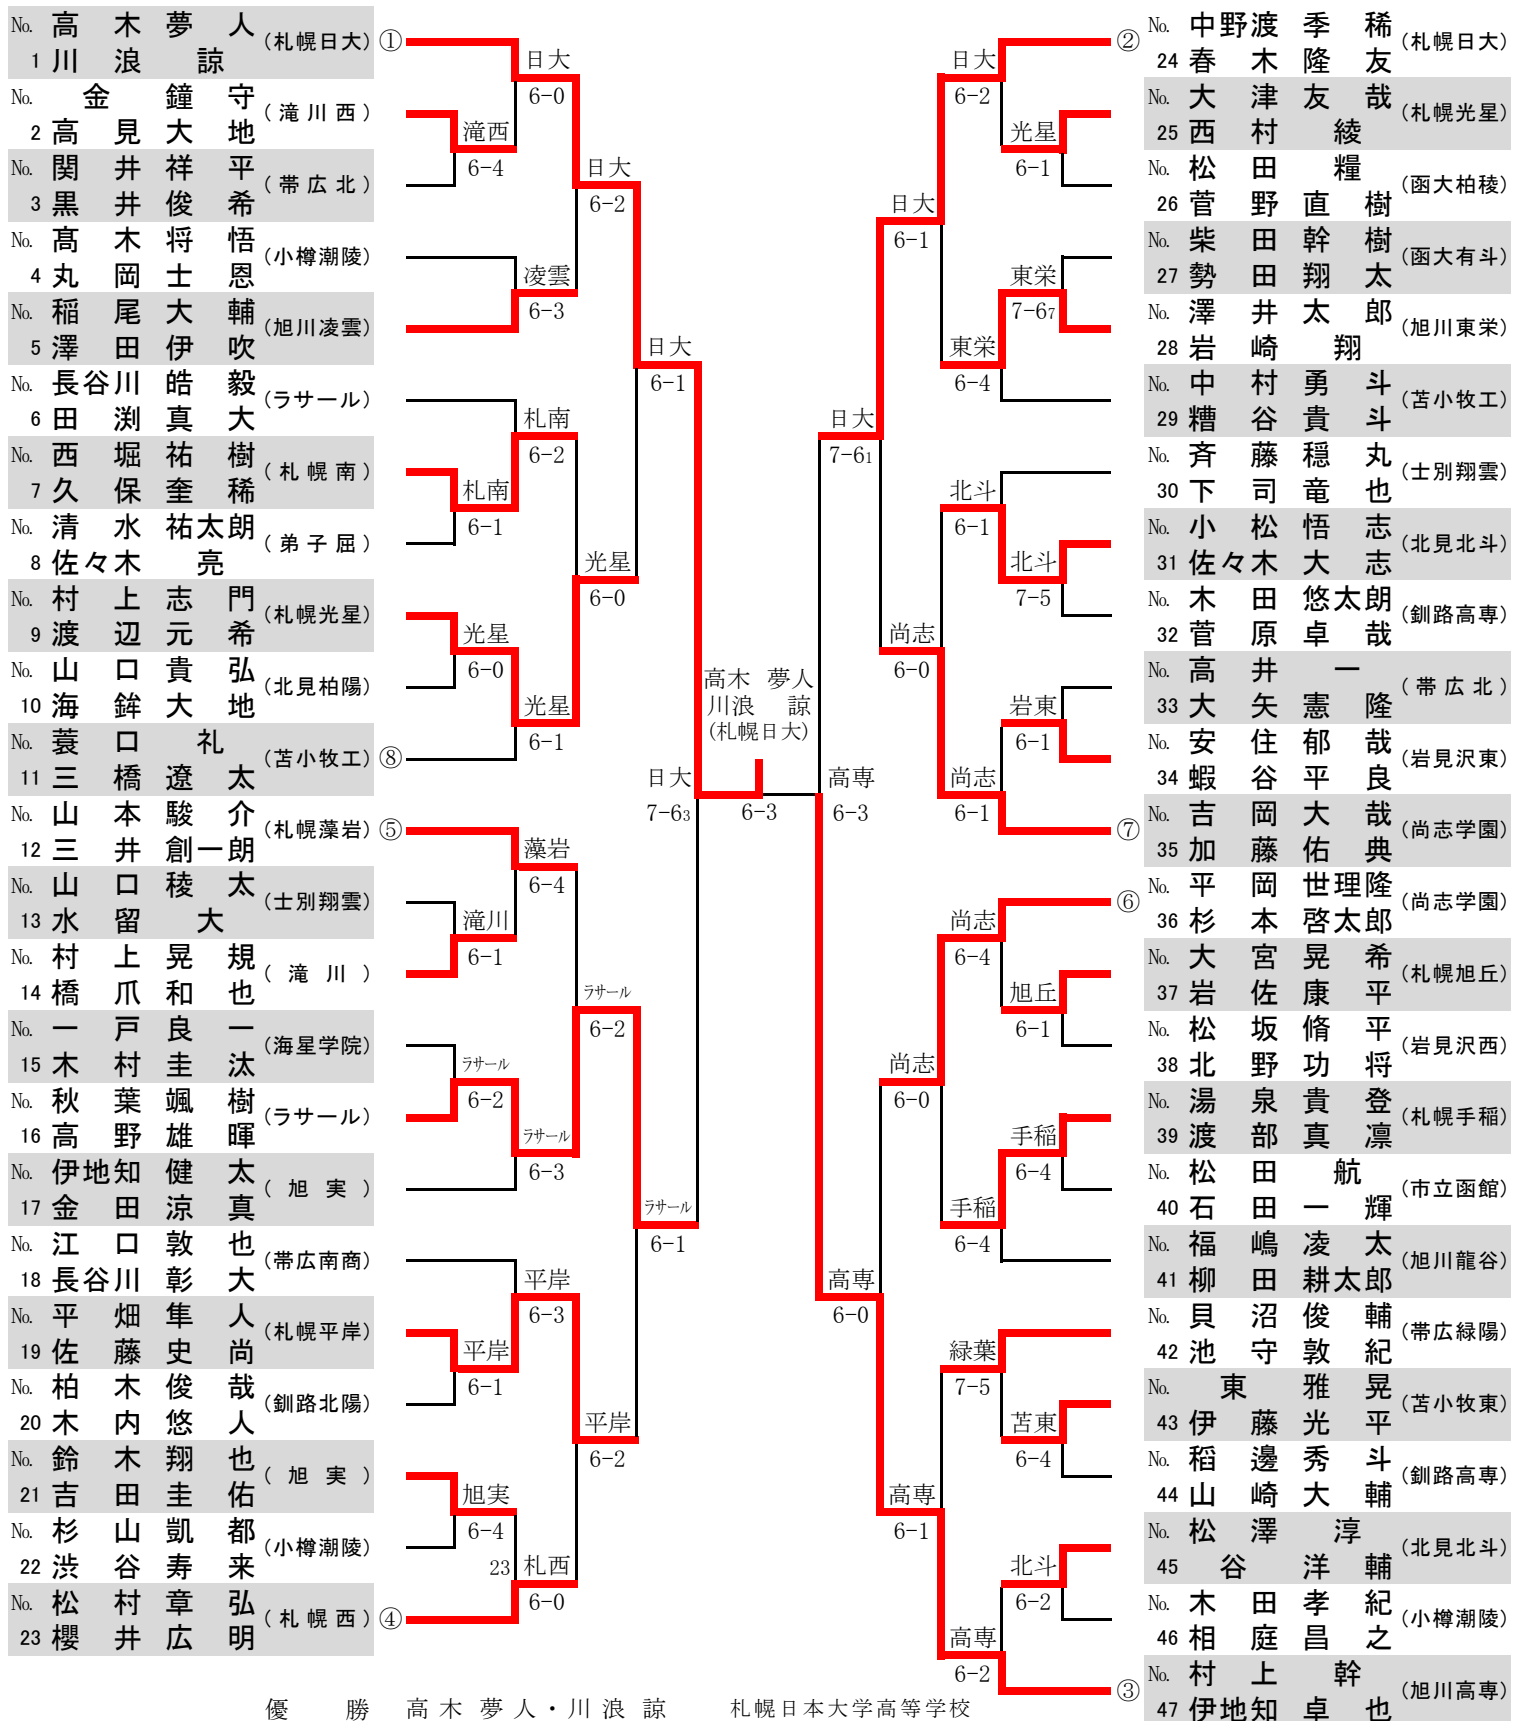 № 高木夢人 (札幌日大) ①
1 川浪諒
№ 金鐘守 (滝川西)
2 高見大地
№ 関井祥平 (帯広北)
3 黒井俊希
№ 髙木将悟 (小樽潮陵)
4 丸岡士恩
№ 稲尾大輔 (旭川凌雲)
5 澤田伊吹
№ 長谷川皓毅 (ラサール)
6 田渕真大
№ 西堀祐樹 (札幌南)
7 久保奎稀
№ 清水祐太朗 (弟子屈)
8 佐々木亮
№ 村上志門 (札幌光星)
9 渡辺元希
№ 山口貴弘 (北見柏陽)
10 海鉾大地
№ 蓑口礼 (苫小牧工) ⑧
11 三橋遼太
№ 山本駿介 (札幌藻岩) ⑤
12 三井創一朗
№ 山口稜太 (士別翔雲)
13 水留大
№ 村上晃規 (滝川)
14 橋爪和也
№ 一戸良一 (海星学院)
15 木村圭汰
№ 秋葉颯樹 (ラサール)
16 高野雄暉
№ 伊地知健太 (旭実)
17 金田涼真
№ 江口敦也 (帯広南商)
18 長谷川彰大
№ 平畑隼人 (札幌平岸)
19 佐藤史尚
№ 柏木俊哉 (釧路北陽)
20 木内悠人
№ 鈴木翔也 (旭実)
21 吉田圭佑
№ 杉山凱都 (小樽潮陵)
22 渋谷寿来
№ 松村章弘 (札幌西) ④
23 櫻井広明
滝西
6-4
札南
6-1
光星
6-0
滝川
6-1
ラサール
6-2
平岸
6-1
旭実
6-4
日大
6-0
凌雲
6-3
札南
6-2
光星
6-1
藻岩
6-4
ラサール
6-3
平岸
6-3
23 札西
6-0
日大
6-2
光星
6-0
ラサール
6-2
平岸
6-2
日大
6-1
ラサール
6-1
日大
7-63
高木 夢人
川浪 諒
(札幌日大)
6-3
高専
6-3
日大
7-61
高専
6-0
日大
6-1
尚志
6-0
尚志
6-0
高専
6-1
日大
6-2
東栄
6-4
北斗
6-1
尚志
6-1
尚志
6-4
手稲
6-4
緑葉
7-5
高専
6-2
光星
6-1
東栄
7-67
北斗
7-5
岩東
6-1
旭丘
6-1
手稲
6-4
苫東
6-4
北斗
6-2
② № 中野渡季稀 (札幌日大)
24 春木隆友
№ 大津友哉 (札幌光星)
25 西村綾
№ 松田糧 (函大柏稜)
26 菅野直樹
№ 柴田幹樹 (函大有斗)
27 勢田翔太
№ 澤井太郎 (旭川東栄)
28 岩崎翔
№ 中村勇斗 (苫小牧工)
29 糟谷貴斗
№ 斉藤穏丸 (士別翔雲)
30 下司竜也
№ 小松悟志 (北見北斗)
31 佐々木大志
№ 木田悠太朗 (釧路高専)
32 菅原卓哉
№ 高井一 (帯広北)
33 大矢憲隆
№ 安住郁哉 (岩見沢東)
34 蝦谷平良
⑦ № 吉岡大哉 (尚志学園)
35 加藤佑典
⑥ № 平岡世理隆 (尚志学園)
36 杉本啓太郎
№ 大宮晃希 (札幌旭丘)
37 岩佐康平
№ 松坂脩平 (岩見沢西)
38 北野功将
№ 湯泉貴登 (札幌手稲)
39 渡部真凛
№ 松田航 (市立函館)
40 石田一輝
№ 福嶋凌太 (旭川龍谷)
41 柳田耕太郎
№ 貝沼俊輔 (帯広緑陽)
42 池守敦紀
№ 東雅晃 (苫小牧東)
43 伊藤光平
№ 稻邊秀斗 (釧路高専)
44 山崎大輔
№ 松澤淳 (北見北斗)
45 谷洋輔
№ 木田孝紀 (小樽潮陵)
46 相庭昌之
③ № 村上幹 (旭川高専)
47 伊地知卓也
優 勝 高木夢人・川浪諒 札幌日本大学高等学校